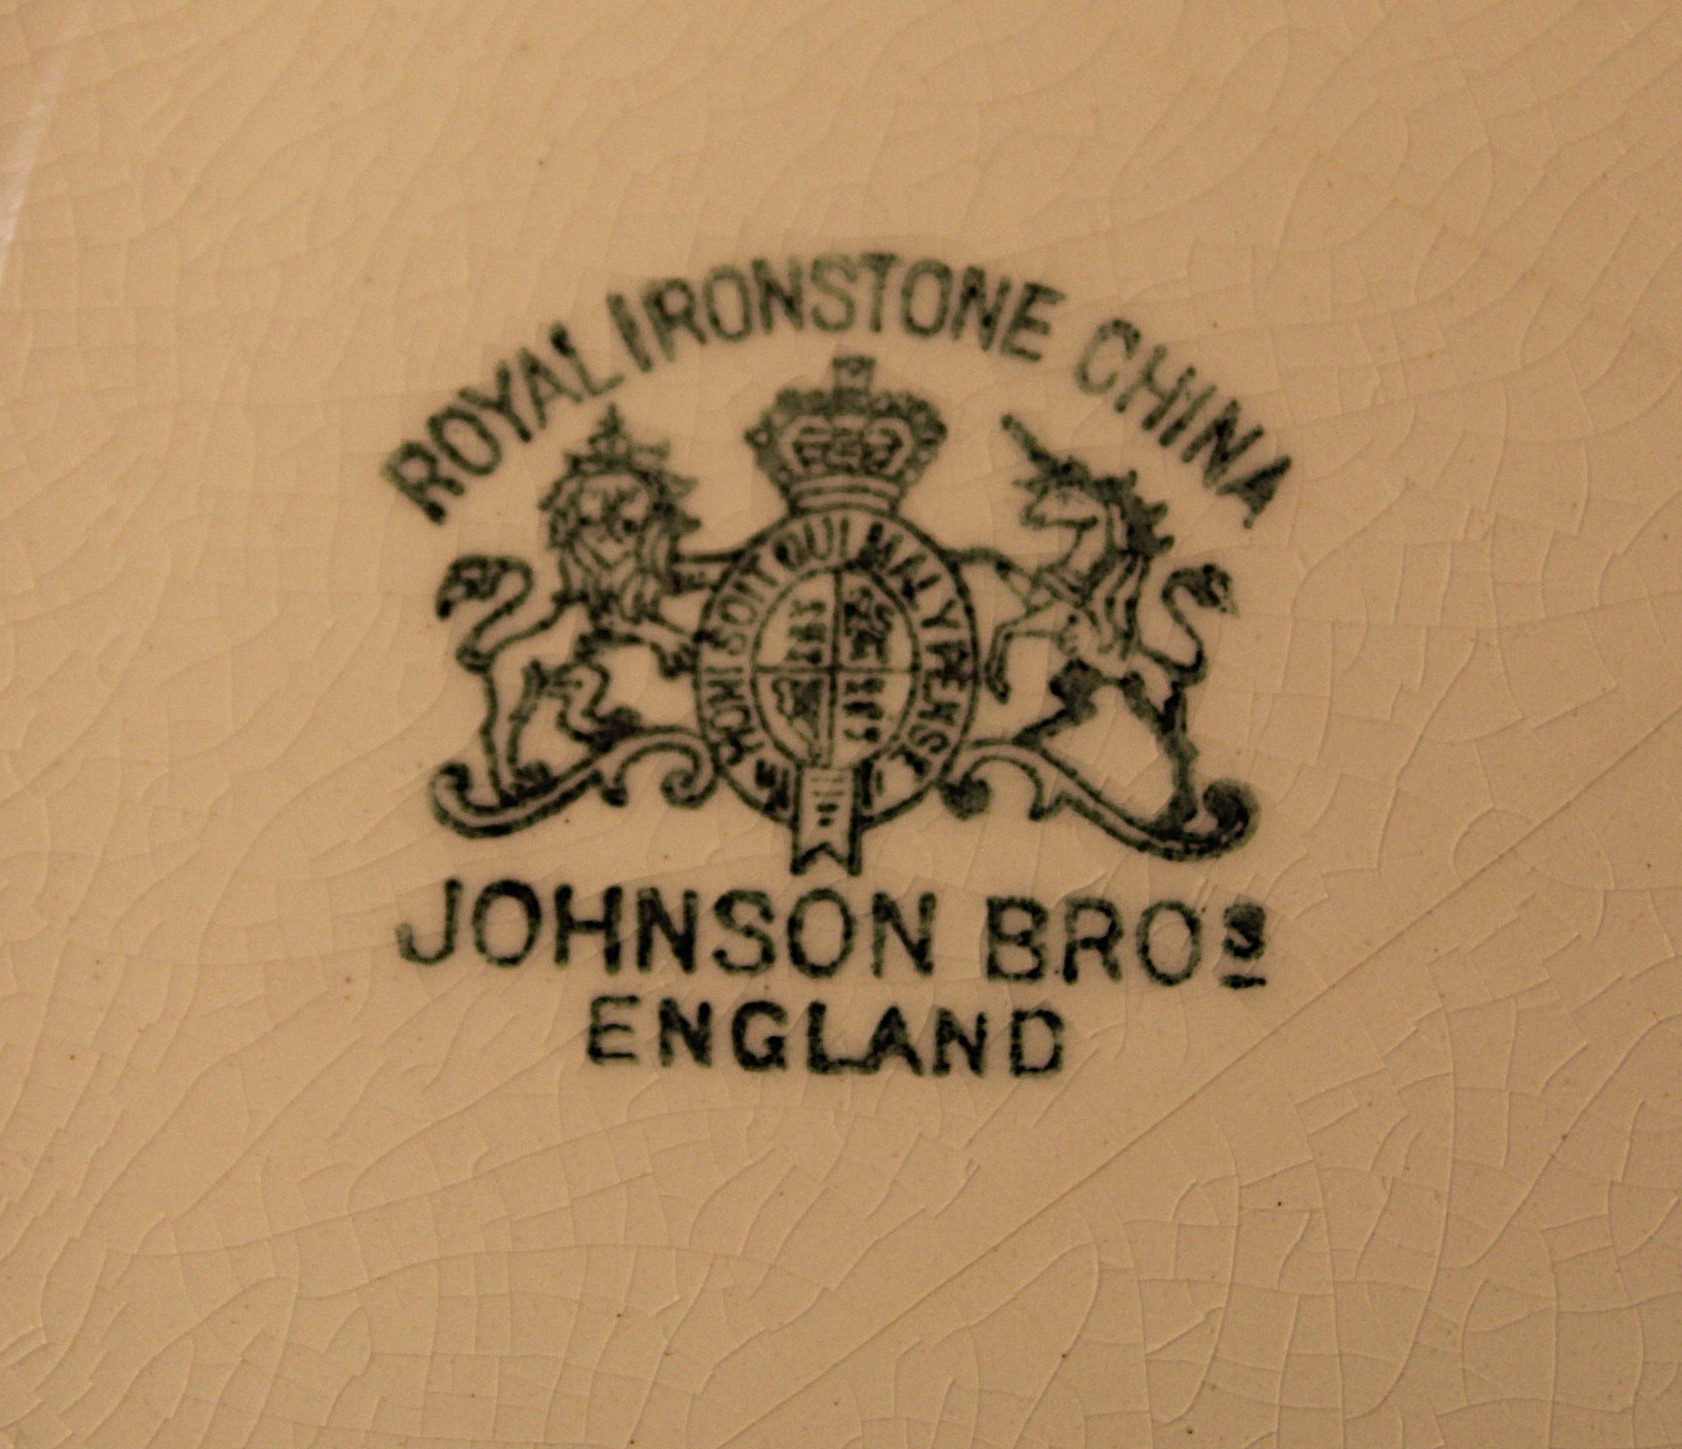 ROYAL IRONSTONE CHINA
HONI SOIT QUI MAL Y PENSE
JOHNSON BROS
ENGLAND